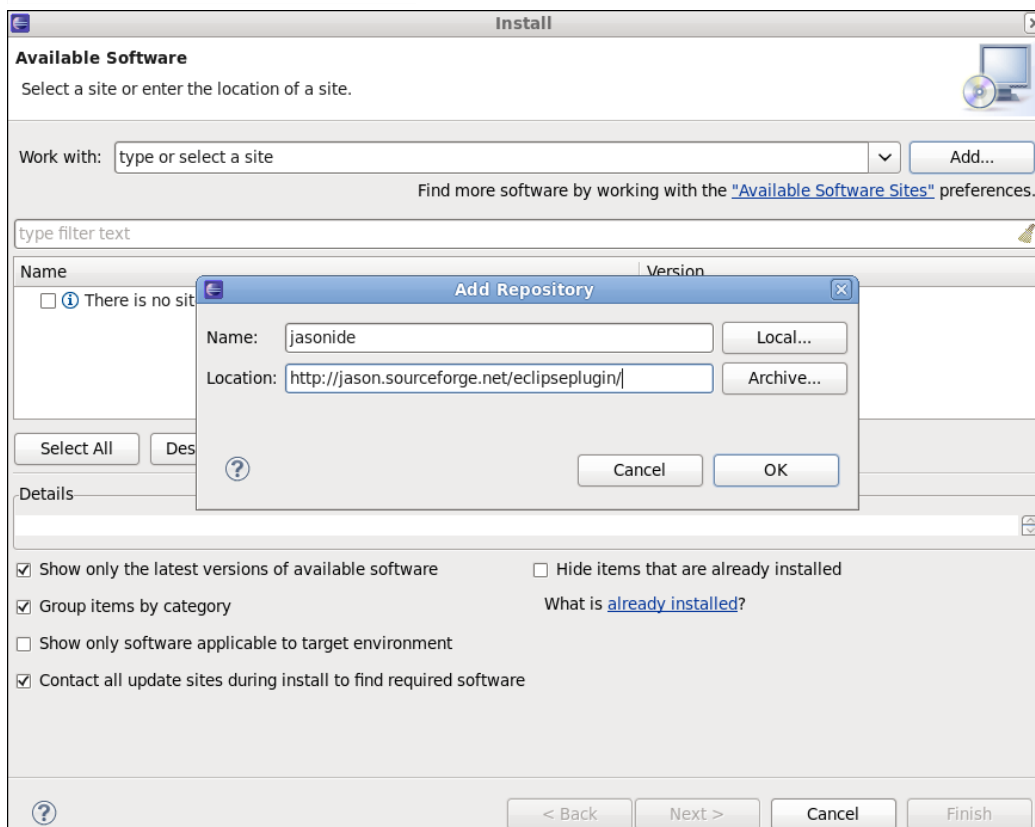 Install
Available Software
Select a site or enter the location of a site.
Work with: type or select a site Add...
Find more software by working with the "Available Software Sites" preferences.
type filter text
Name Version
There is no sit
Add Repository
Name: jasonide Local...
Location: http://jason.sourceforge.net/eclipseplugin/ Archive...
Select All Des
? Cancel OK
Details
Show only the latest versions of available software Hide items that are already installed
Group items by category What is already installed?
Show only software applicable to target environment
Contact all update sites during install to find required software
? < Back Next > Cancel Finish